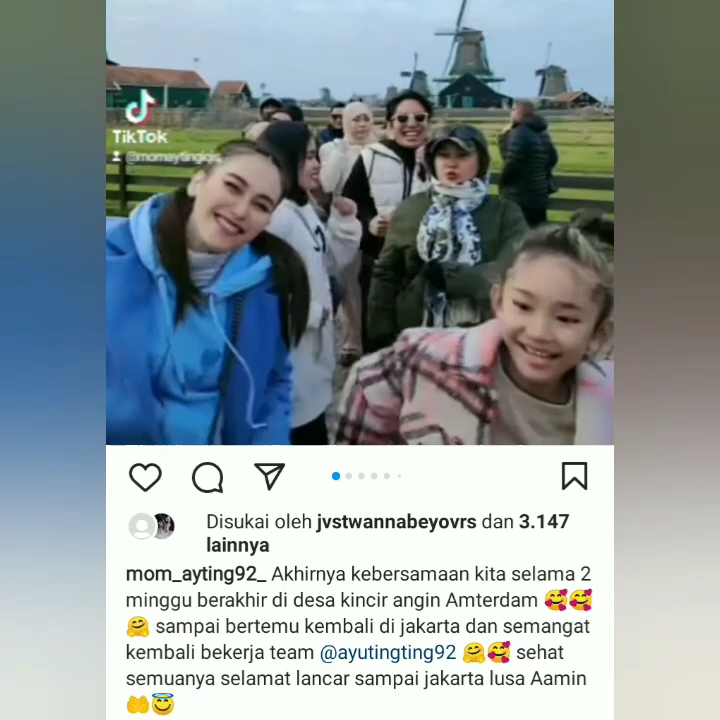 TikTok
@momaytingiqis
Disukai oleh jvstwannabeyovrs dan 3.147
lainnya
mom_ayting92_ Akhirnya kebersamaan kita selama 2
minggu berakhir di desa kincir angin Amterdam 🥰🥰
🤗 sampai bertemu kembali di jakarta dan semangat
kembali bekerja team @ayutingting92 🤗🥰 sehat
semuanya selamat lancar sampai jakarta lusa Aamin
🤲😇